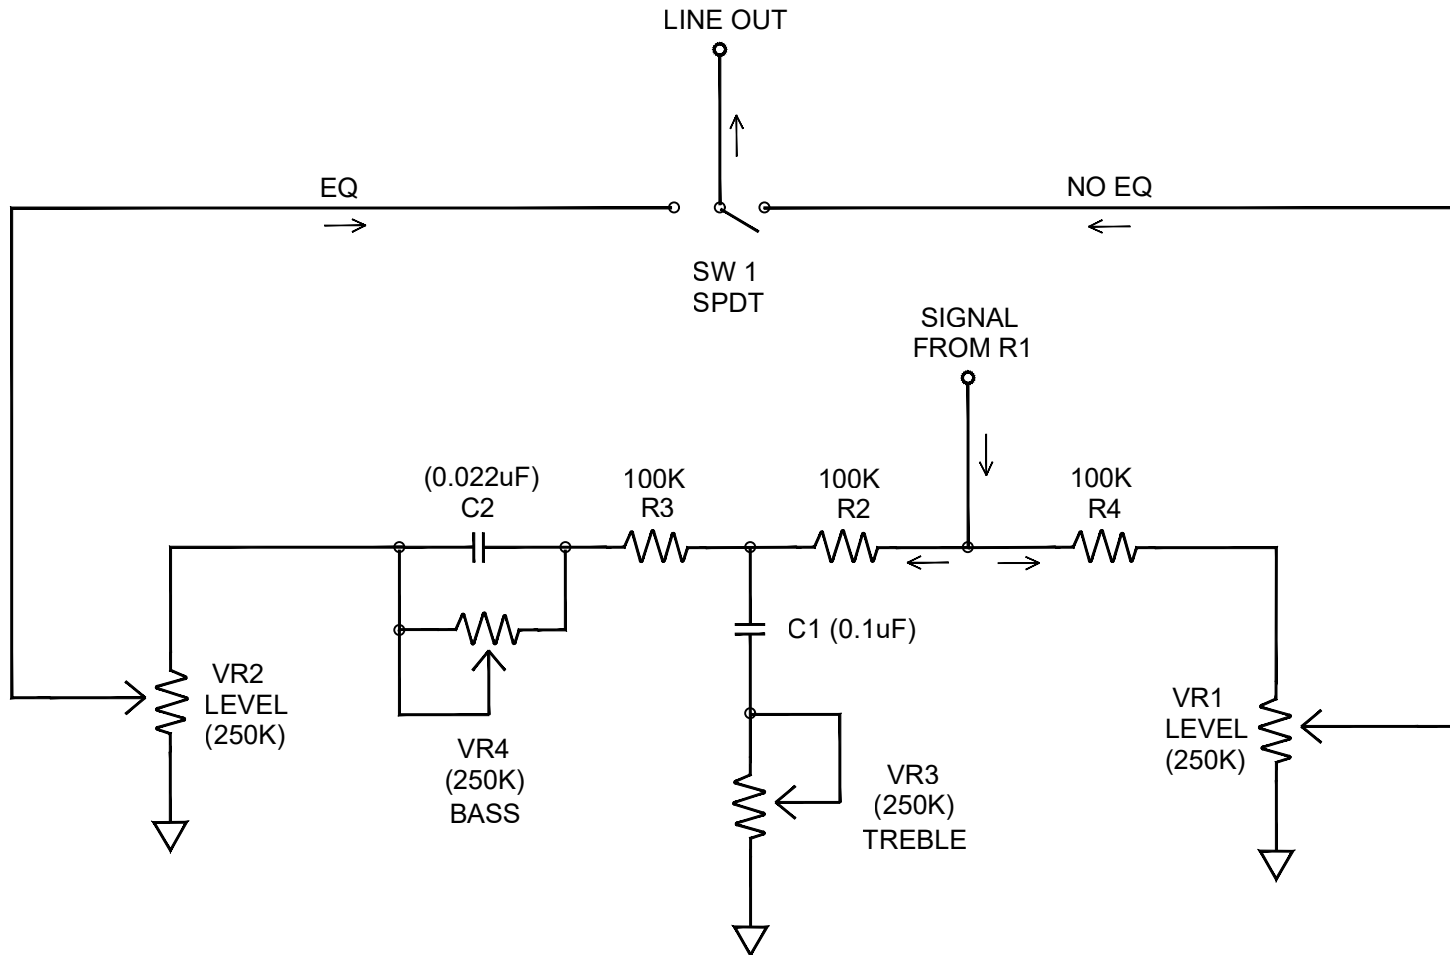 LINE OUT
EQ
NO EQ
SW 1
SPDT
SIGNAL
FROM R1
(0.022uF)
C2
100K
R3
100K
R2
100K
R4
C1 (0.1uF)
VR2
LEVEL
(250K)
VR4
(250K)
BASS
VR3
(250K)
TREBLE
VR1
LEVEL
(250K)